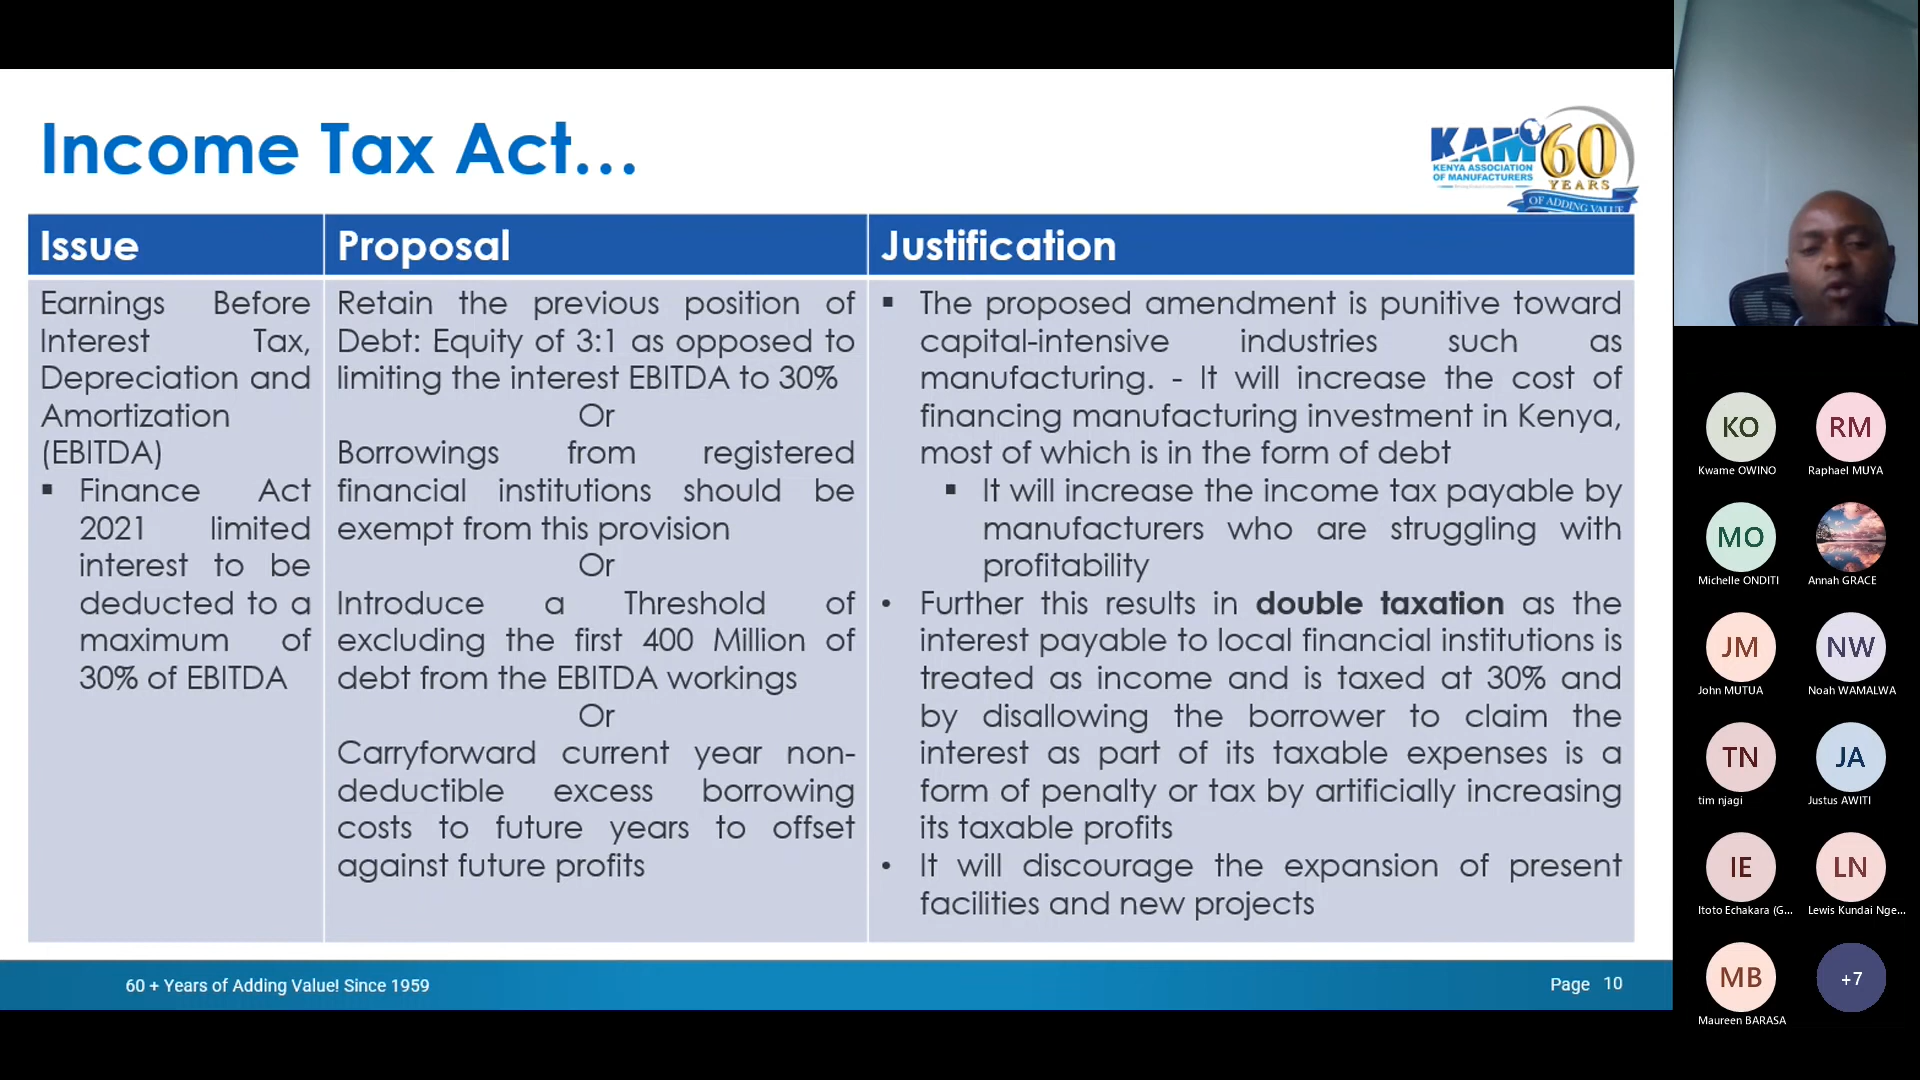 Income Tax Act...
KAM
KENYA ASSOCIATION
OF MANUFACTURERS
60
YEARS
OF ADDING VALUE
Issue
Proposal
Justification
Earnings Before
Interest Tax,
Depreciation and
Amortization
(EBITDA)
▪ Finance Act
2021 limited
interest to be
deducted to a
maximum of
30% of EBITDA
Retain the previous position of
Debt: Equity of 3:1 as opposed to
limiting the interest EBITDA to 30%
Or
Borrowings from registered
financial institutions should be
exempt from this provision
Or
Introduce a Threshold of
excluding the first 400 Million of
debt from the EBITDA workings
Or
Carryforward current year non-
deductible excess borrowing
costs to future years to offset
against future profits
▪ The proposed amendment is punitive toward
capital-intensive industries such as
manufacturing. - It will increase the cost of
financing manufacturing investment in Kenya,
most of which is in the form of debt
▪ It will increase the income tax payable by
manufacturers who are struggling with
profitability
• Further this results in double taxation as the
interest payable to local financial institutions is
treated as income and is taxed at 30% and
by disallowing the borrower to claim the
interest as part of its taxable expenses is a
form of penalty or tax by artificially increasing
its taxable profits
• It will discourage the expansion of present
facilities and new projects
60 + Years of Adding Value! Since 1959
Page 10
KO
Kwame OWINO
RM
Raphael MUYA
MO
Michelle ONDITI
Annah GRACE
JM
John MUTUA
NW
Noah WAMALWA
TN
tim njagi
JA
Justus AWITI
IE
Itoto Echakara (G...
LN
Lewis Kundai Nge...
MB
Maureen BARASA
+7